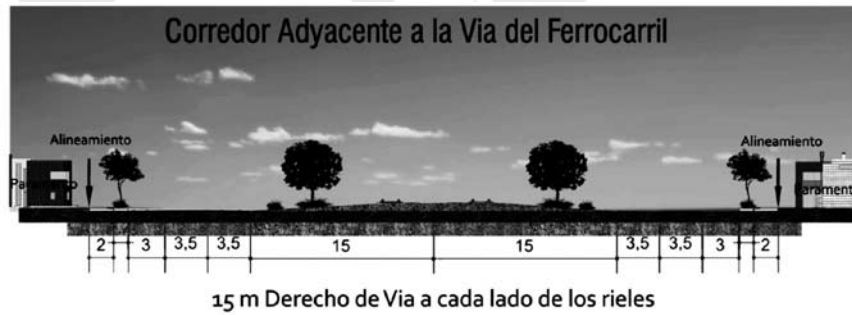 Corredor Adyacente a la Via del Ferrocarril
Alineamiento Alineamiento
Parament
2 3 3,5 3,5 15 15 3,5 3,5 3 2
15 m Derecho de Via a cada lado de los rieles